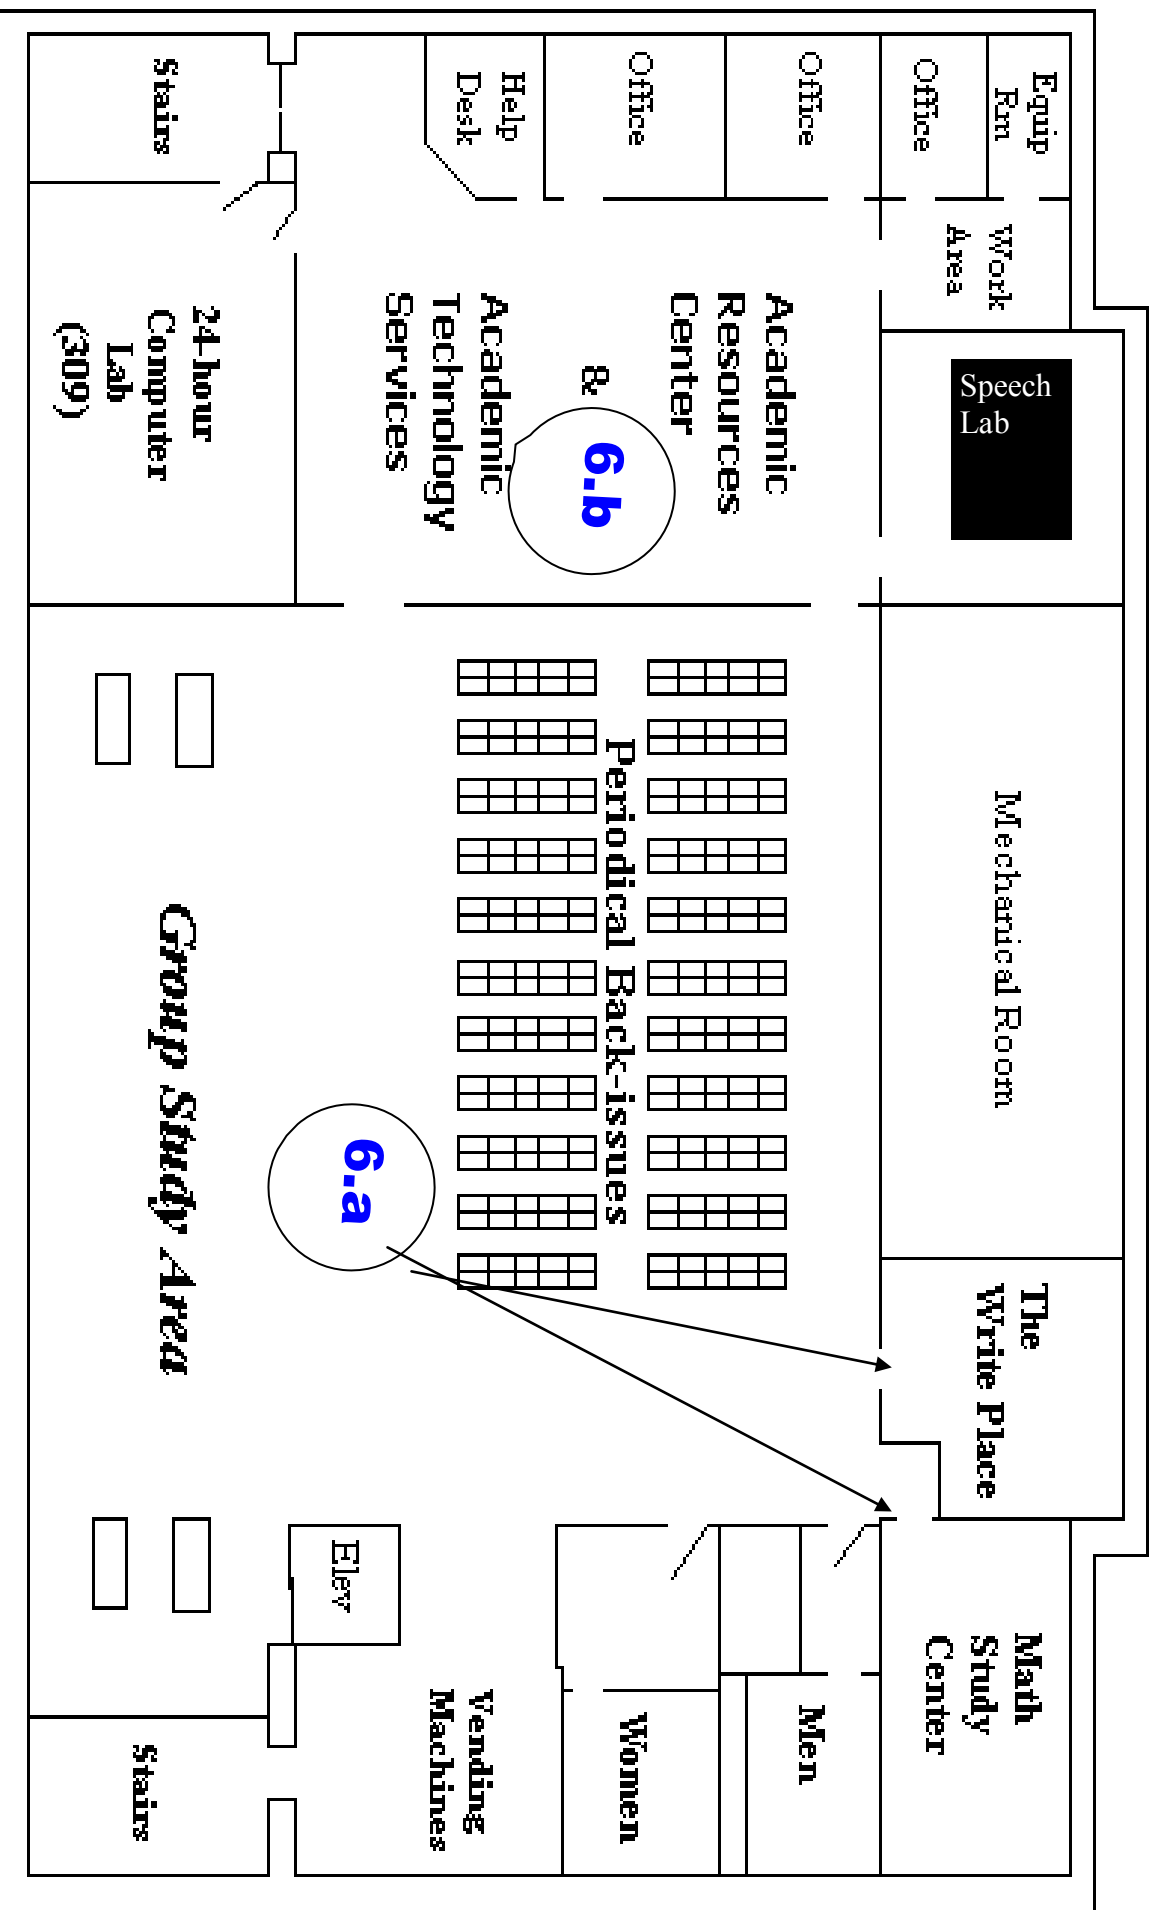 Stairs
Help
Desk
Office
Office
Office
Equip
Rm
Work
Area
Speech
Lab
24-hour
Computer
Lab
(309)
Academic
Resources
Center
&
Academic
Technology
Services
6.b
Periodical Back-issues
Mechanical Room
Group Study Area
6.a
The
Write Place
Elev
Math
Study
Center
Men
Women
Vending
Machines
Stairs